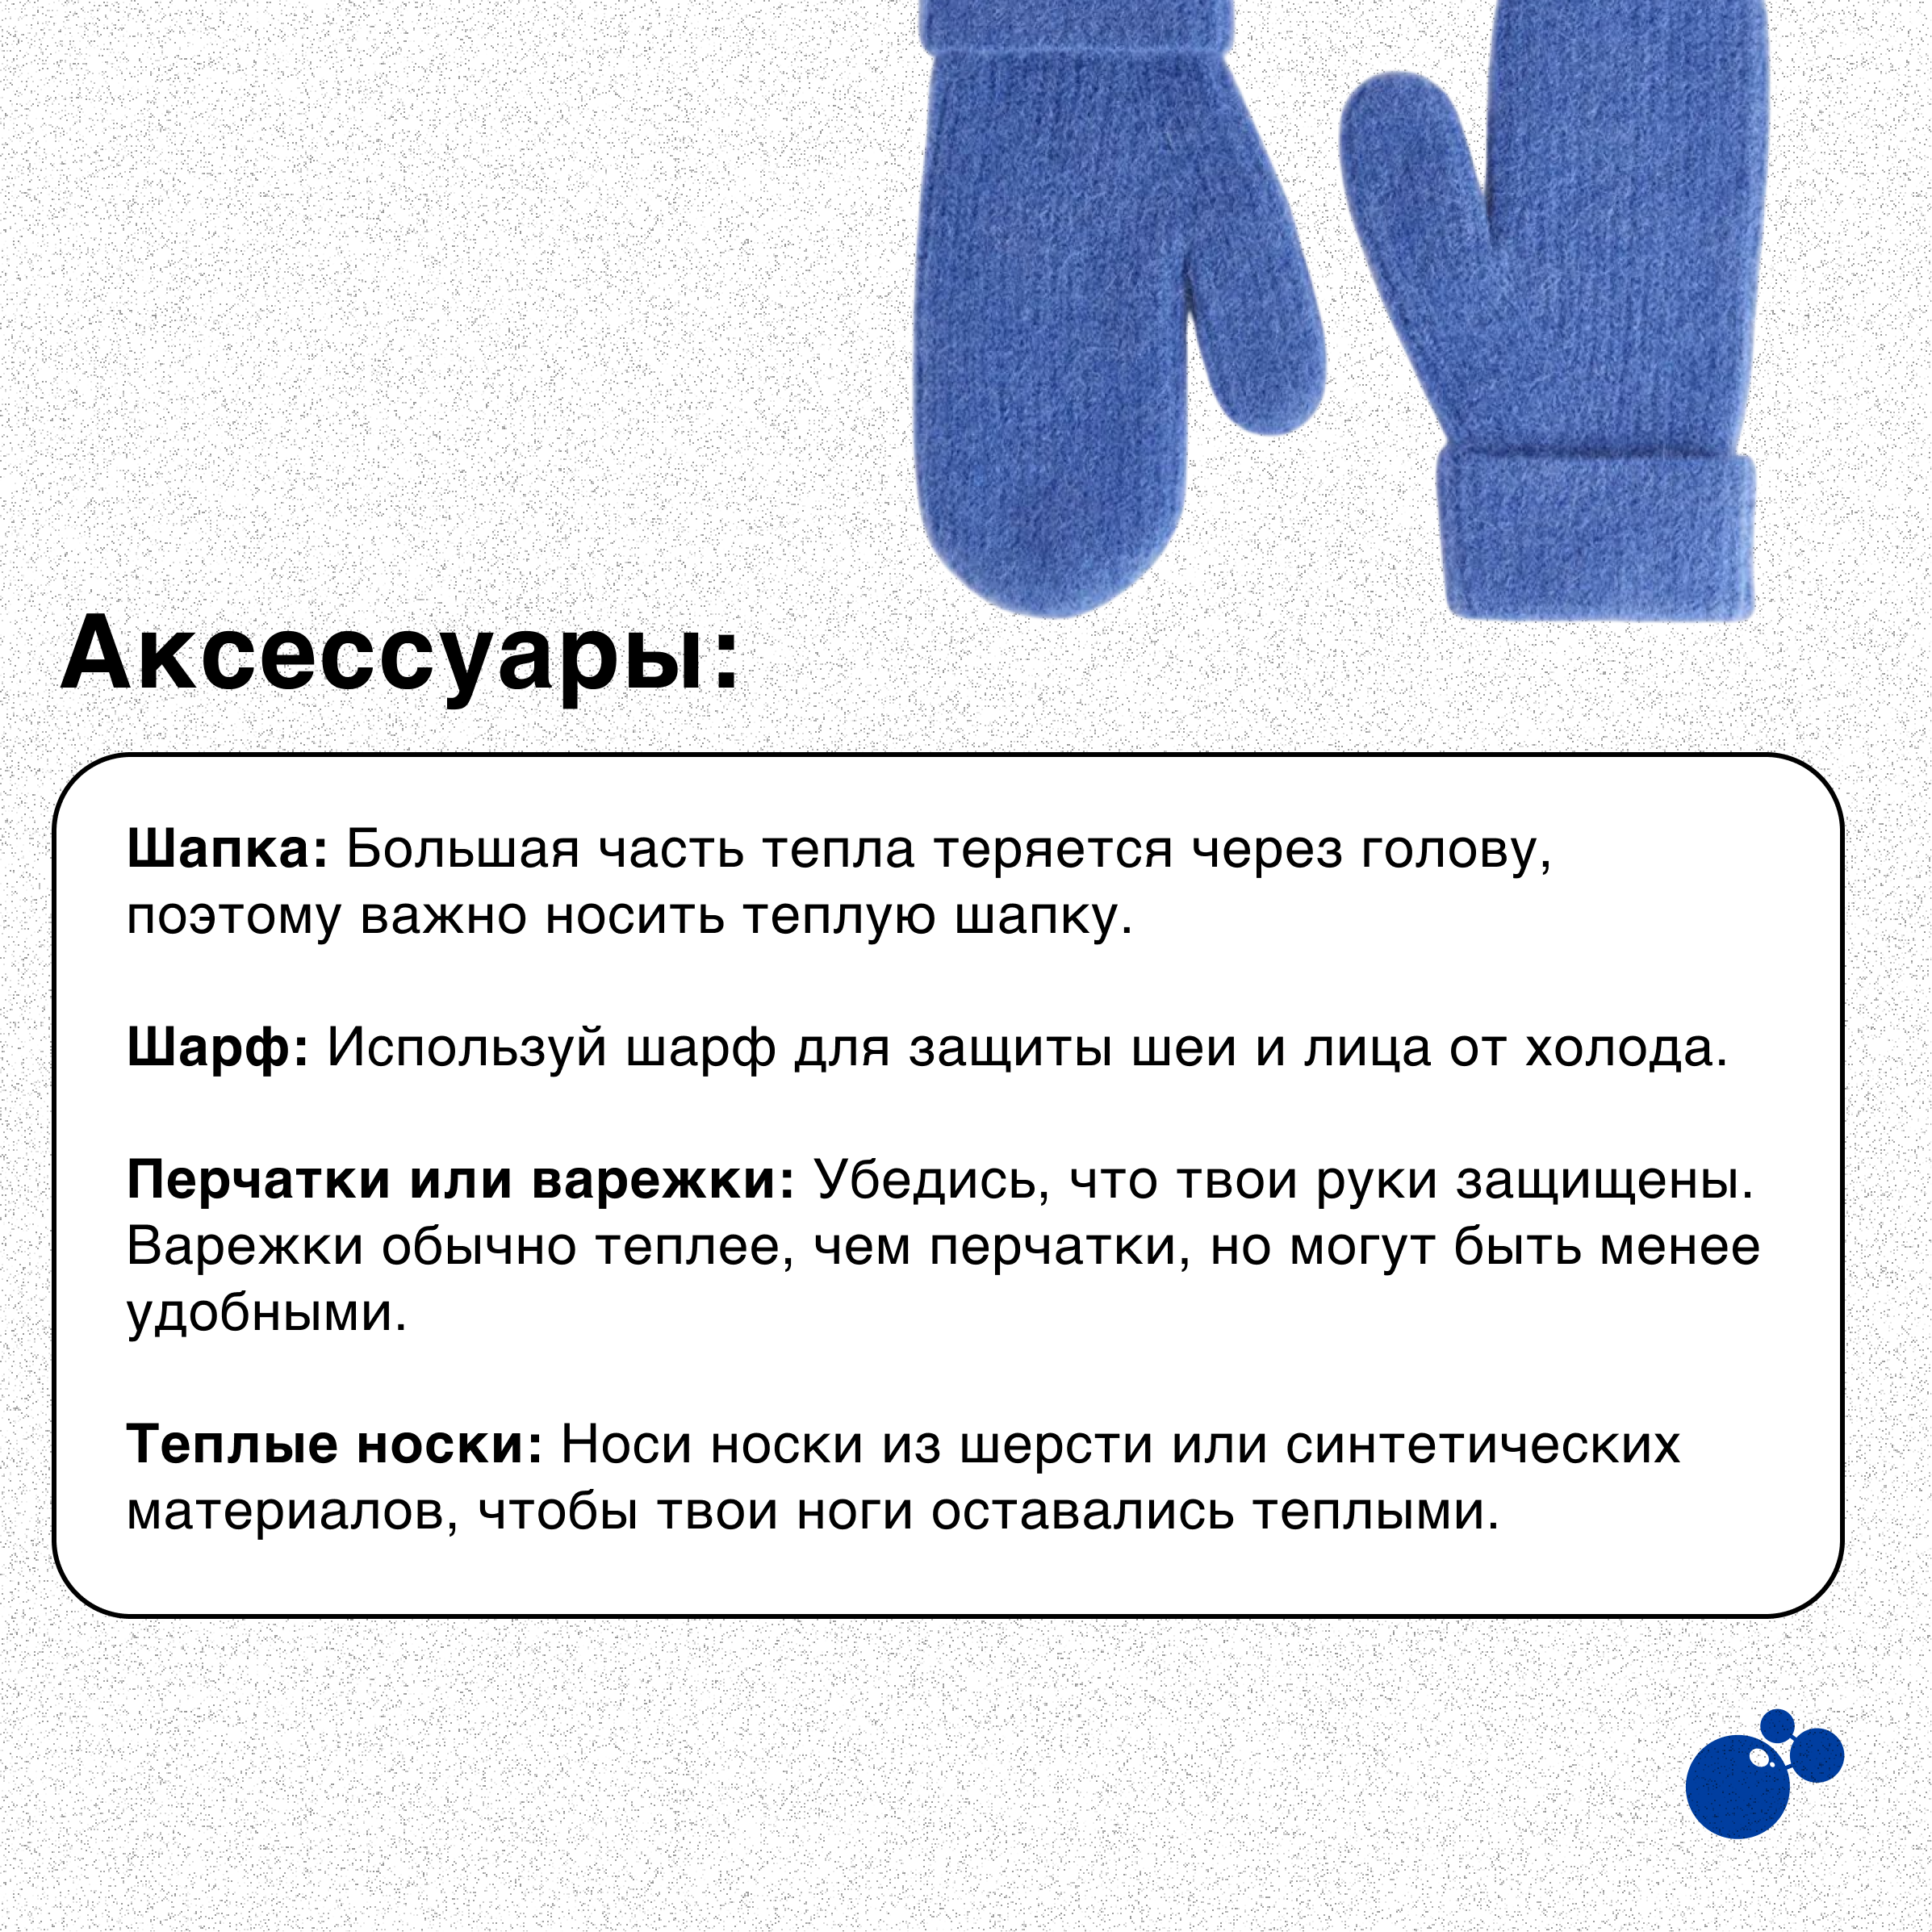 Аксессуары:
Шапка: Большая часть тепла теряется через голову,
поэтому важно носить теплую шапку.
Шарф: Используй шарф для защиты шеи и лица от холода.
Перчатки или варежки: Убедись, что твои руки защищены.
Варежки обычно теплее, чем перчатки, но могут быть менее
удобными.
Теплые носки: Носи носки из шерсти или синтетических
материалов, чтобы твои ноги оставались теплыми.